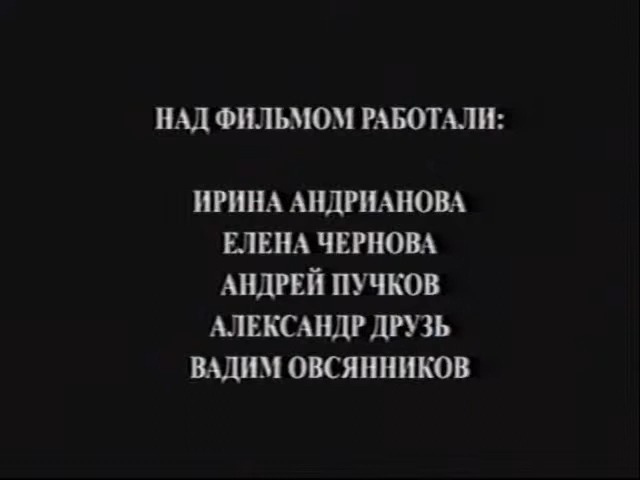 НАД ФИЛЬМОМ РАБОТАЛИ:
ИРИНА АНДРИАНОВА
ЕЛЕНА ЧЕРНОВА
АНДРЕЙ ПУЧКОВ
АЛЕКСАНДР ДРУЗЬ
ВАДИМ ОВСЯННИКОВ